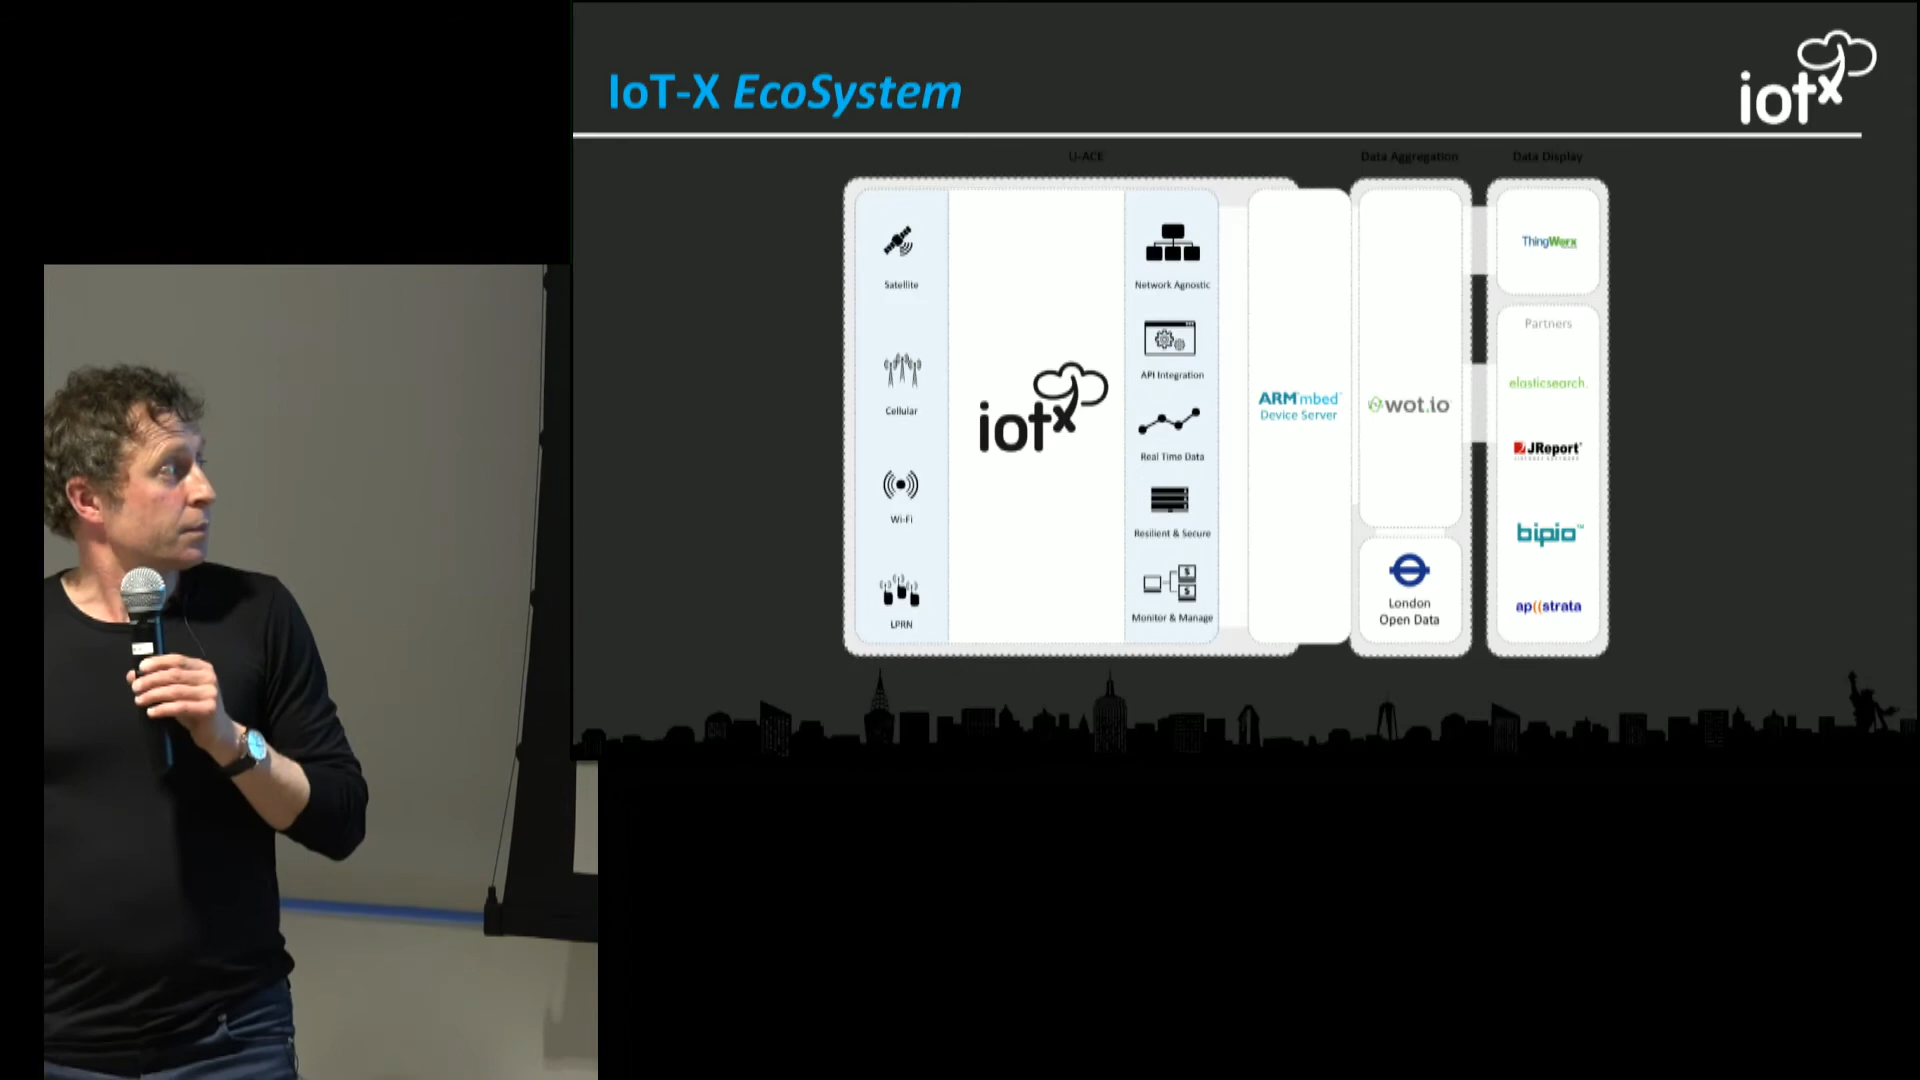 IoT-X EcoSystem
iotx
U-ACE
Data Aggregation
Data Display
Satellite
Cellular
Wi-Fi
LPRN
iotx
Network Agnostic
API Integration
Real Time Data
Resilient & Secure
$
$
Monitor & Manage
ARM mbed
Device Server
wot.io
London
Open Data
ThingWorx
Partners
elasticsearch.
JReport
bipio™
ap((strata